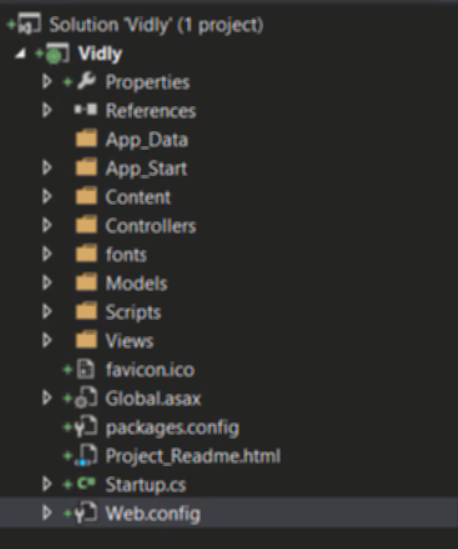 Solution 'Vidly' (1 project)
Vidly
Properties
References
App_Data
App_Start
Content
Controllers
fonts
Models
Scripts
Views
favicon.ico
Global.asax
packages.config
Project_Readme.html
C# Startup.cs
Web.config